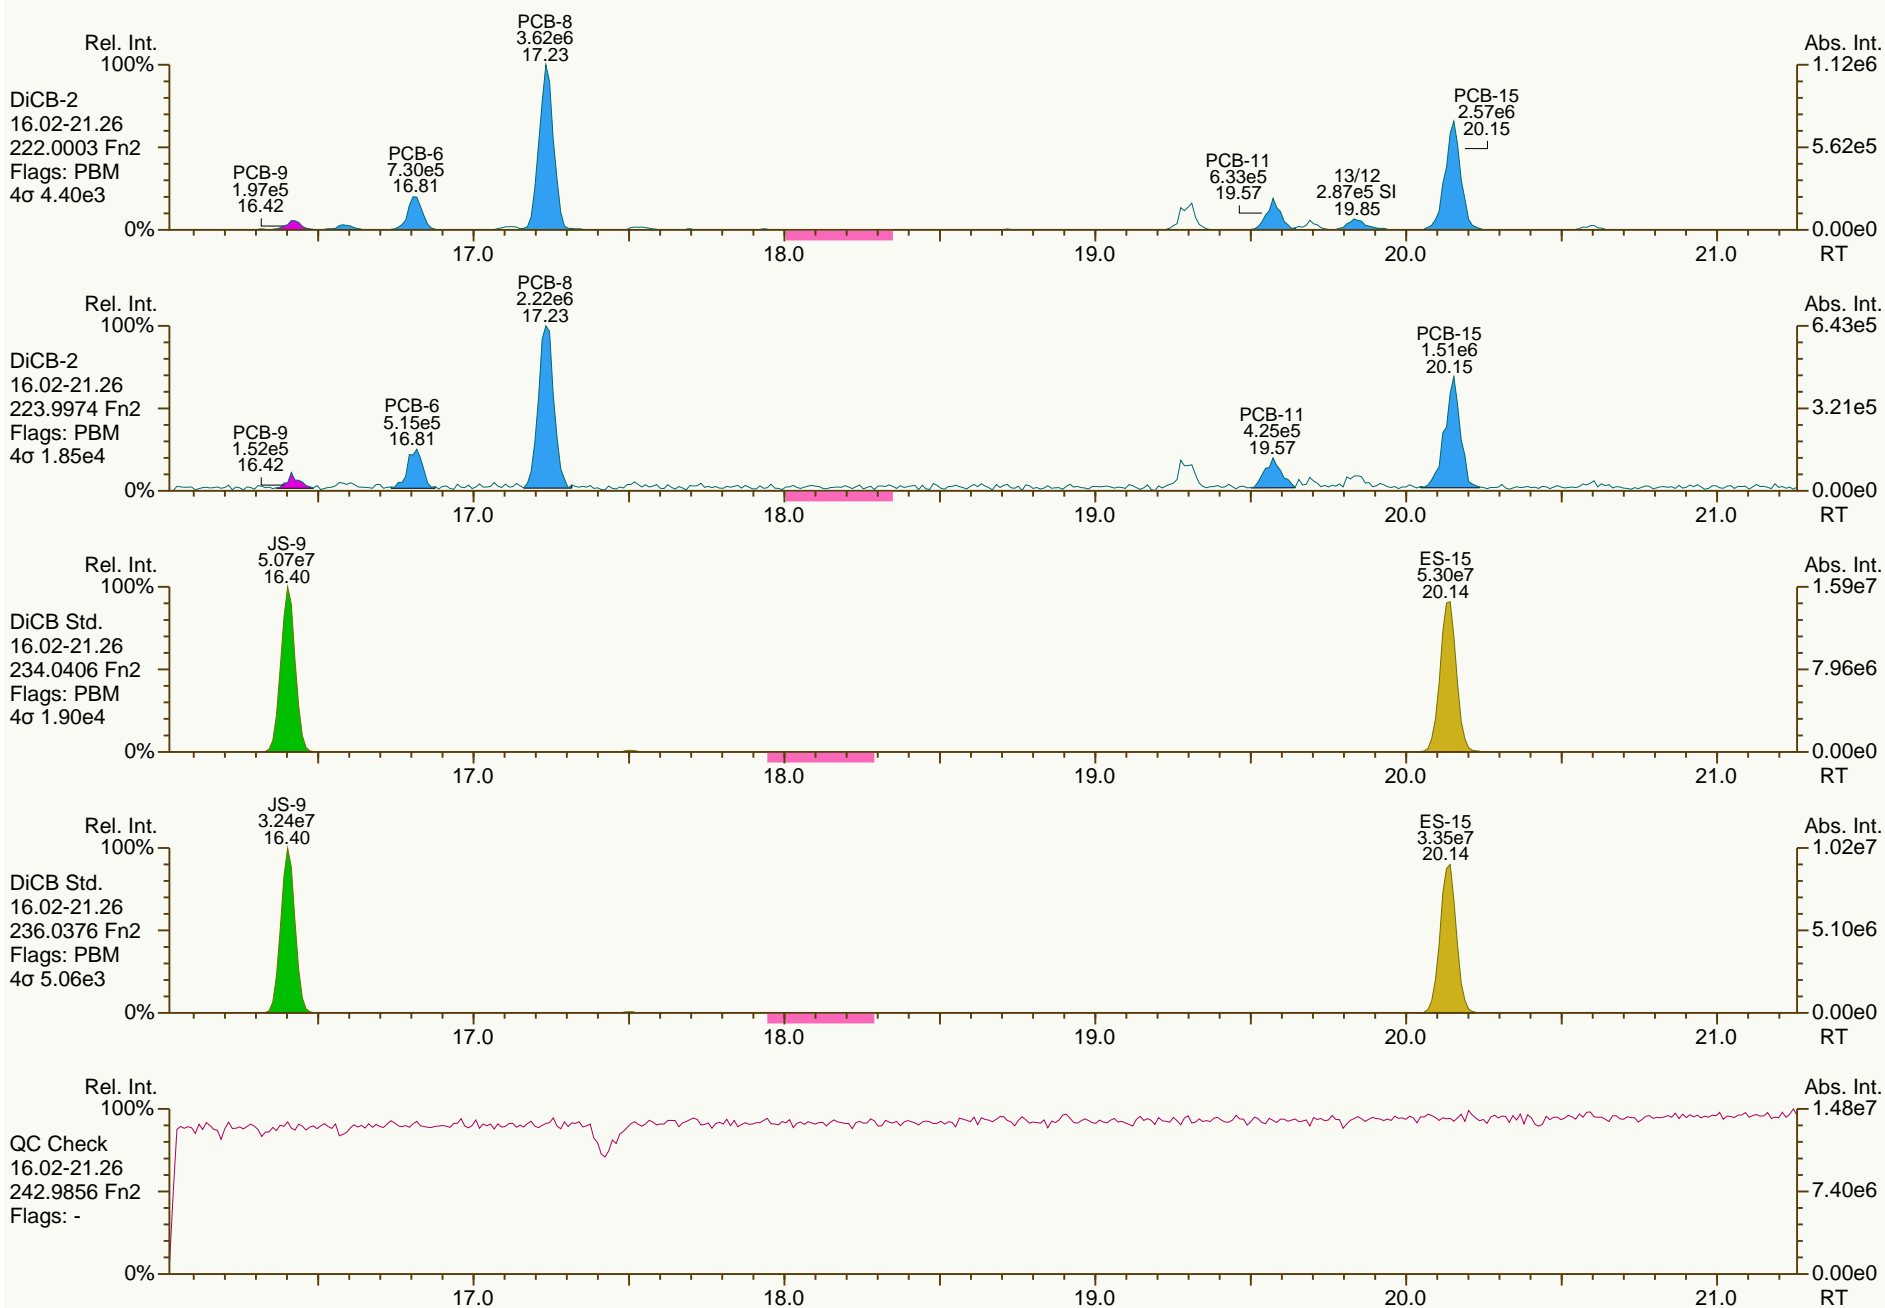 PCB-8
3.62e6
17.23
Rel. Int.
Abs. Int.
100%
1.12e6
DiCB-2
16.02-21.26
222.0003 Fn2
Flags: PBM
4σ 4.40e3
PCB-9
1.97e5
16.42
PCB-6
7.30e5
16.81
PCB-11
6.33e5
19.57
13/12
2.87e5 SI
19.85
PCB-15
2.57e6
20.15
5.62e5
0%
0.00e0
17.0
18.0
19.0
20.0
21.0
RT
PCB-8
2.22e6
17.23
Rel. Int.
Abs. Int.
100%
6.43e5
DiCB-2
16.02-21.26
223.9974 Fn2
Flags: PBM
4σ 1.85e4
PCB-9
1.52e5
16.42
PCB-6
5.15e5
16.81
PCB-11
4.25e5
19.57
PCB-15
1.51e6
20.15
3.21e5
0%
0.00e0
17.0
18.0
19.0
20.0
21.0
RT
JS-9
5.07e7
16.40
ES-15
5.30e7
20.14
Rel. Int.
Abs. Int.
100%
1.59e7
DiCB Std.
16.02-21.26
234.0406 Fn2
Flags: PBM
4σ 1.90e4
7.96e6
0%
0.00e0
17.0
18.0
19.0
20.0
21.0
RT
JS-9
3.24e7
16.40
ES-15
3.35e7
20.14
Rel. Int.
Abs. Int.
100%
1.02e7
DiCB Std.
16.02-21.26
236.0376 Fn2
Flags: PBM
4σ 5.06e3
5.10e6
0%
0.00e0
17.0
18.0
19.0
20.0
21.0
RT
Rel. Int.
Abs. Int.
100%
1.48e7
QC Check
16.02-21.26
242.9856 Fn2
Flags: -
7.40e6
0%
0.00e0
17.0
18.0
19.0
20.0
21.0
RT